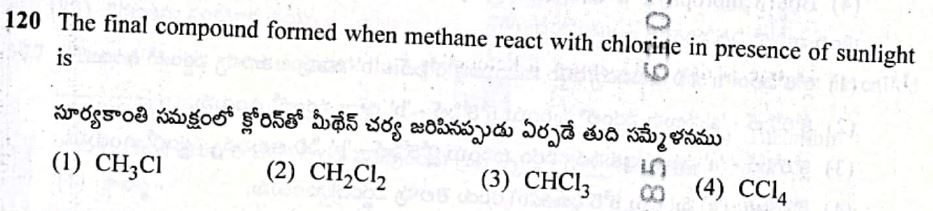 120 The final compound formed when methane react with chlorine in presence of sunlight
is
సూర్యకాంతి సమక్షంలో క్లోరిన్‌తో మీథేన్ చర్య జరిపినప్పుడు ఏర్పడే తుది సమ్మేళనము
(1) CH₃Cl (2) CH₂Cl₂ (3) CHCl₃ (4) CCl₄